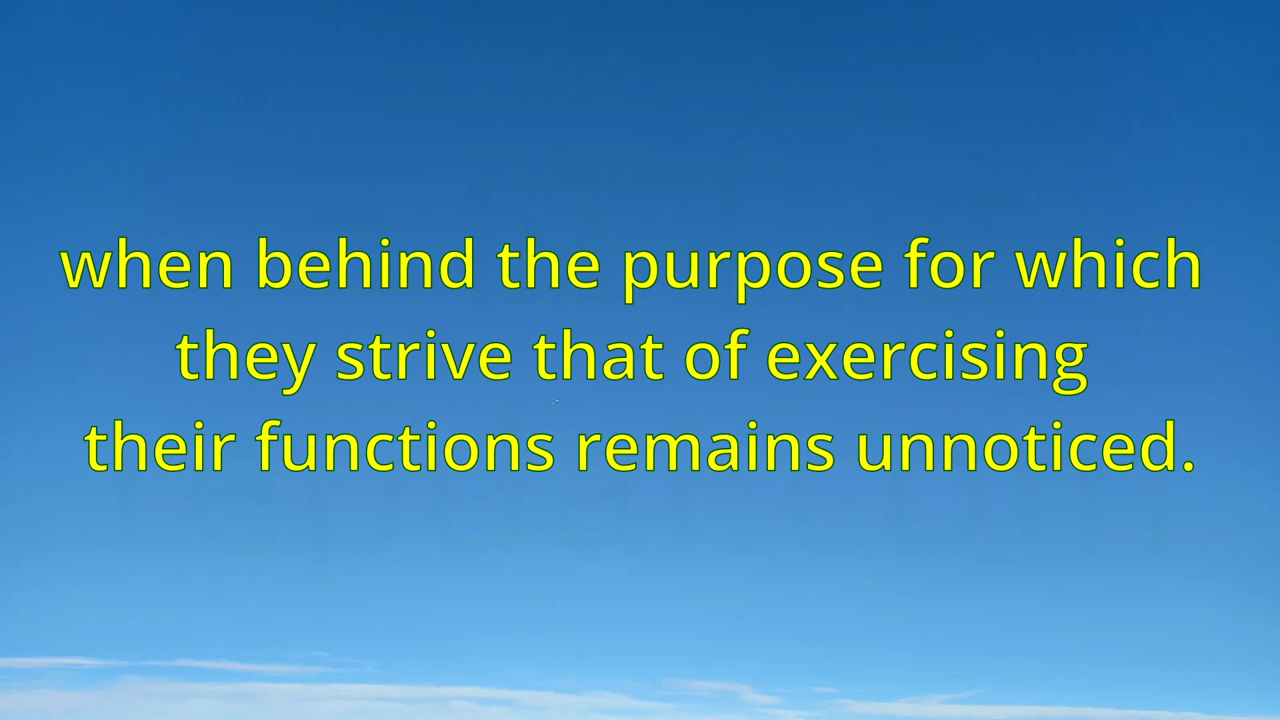 when behind the purpose for which
they strive that of exercising
their functions remains unnoticed.